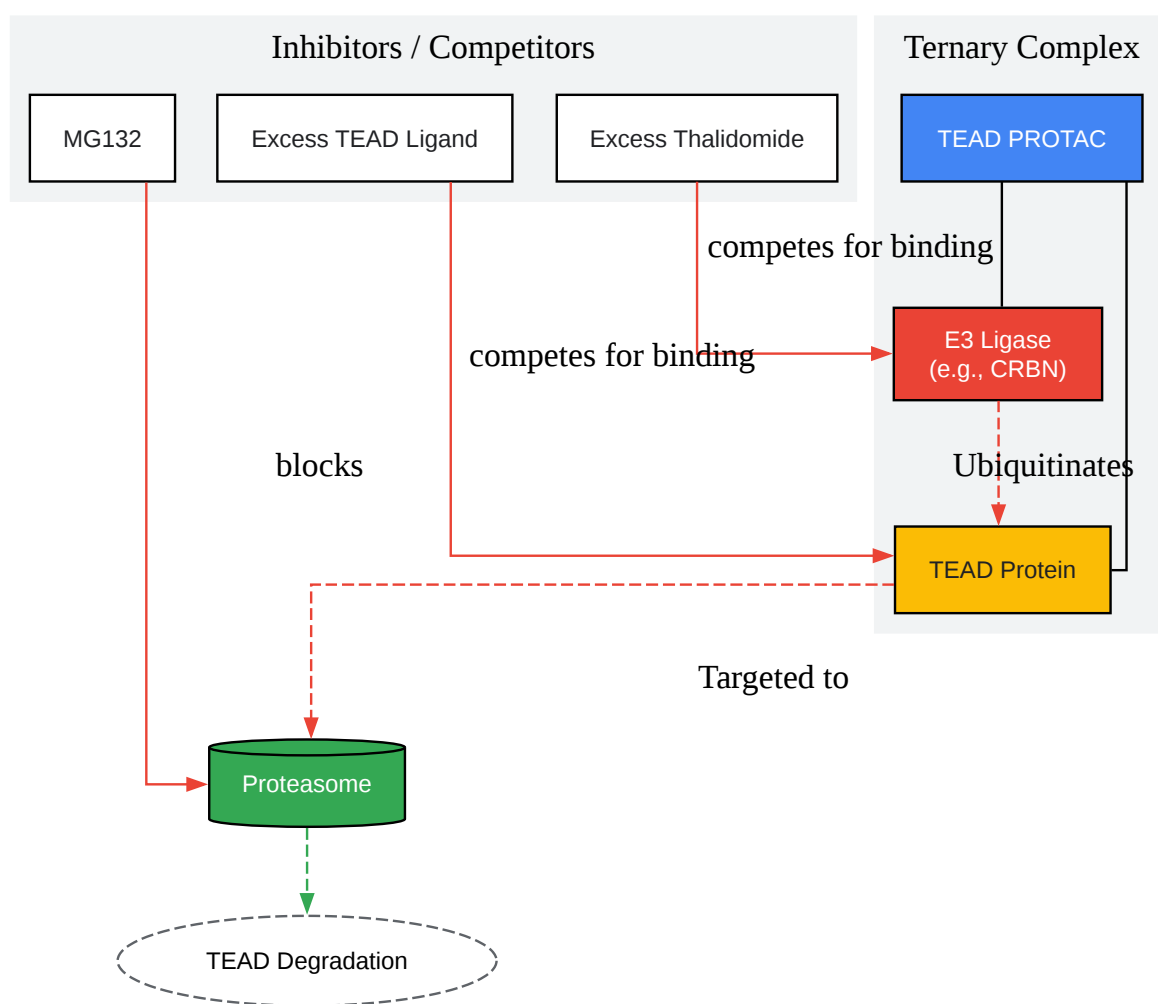 Inhibitors / Competitors
Ternary Complex
MG132
Excess TEAD Ligand
Excess Thalidomide
TEAD PROTAC
competes for binding
E3 Ligase
(e.g., CRBN)
competes for binding
blocks
Ubiquitinates
TEAD Protein
Targeted to
Proteasome
TEAD Degradation